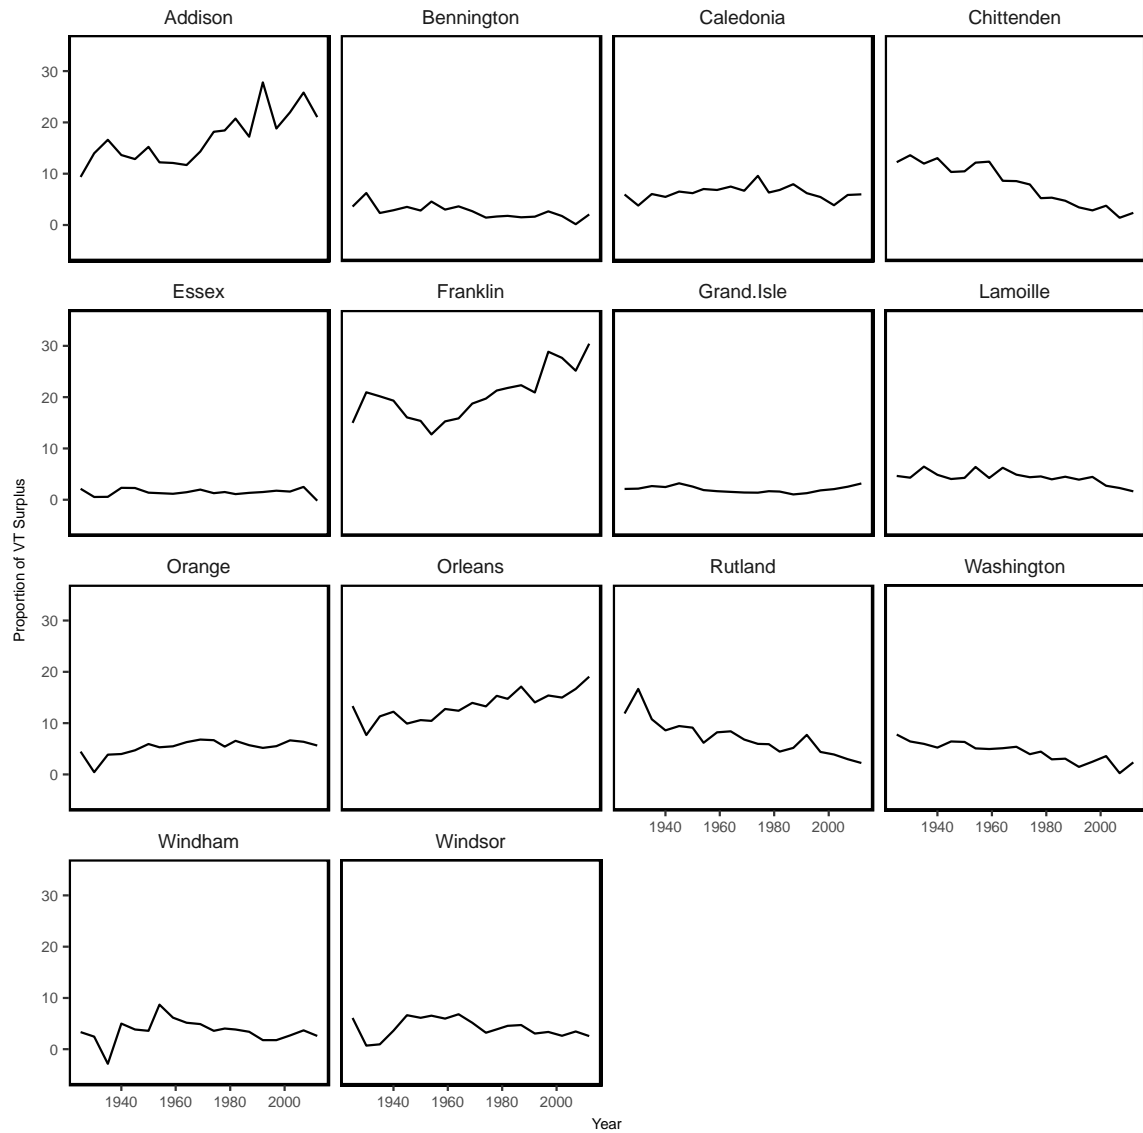 Addison Bennington Caledonia Chittenden
30
20
10
0
Essex Franklin Grand.Isle Lamoille
30
20
10
0
Proportion of VT Surplus
Orange Orleans Rutland Washington
30
20
10
0
1940 1960 1980 2000 1940 1960 1980 2000
Windham Windsor
30
20
10
0
1940 1960 1980 2000 1940 1960 1980 2000
Year